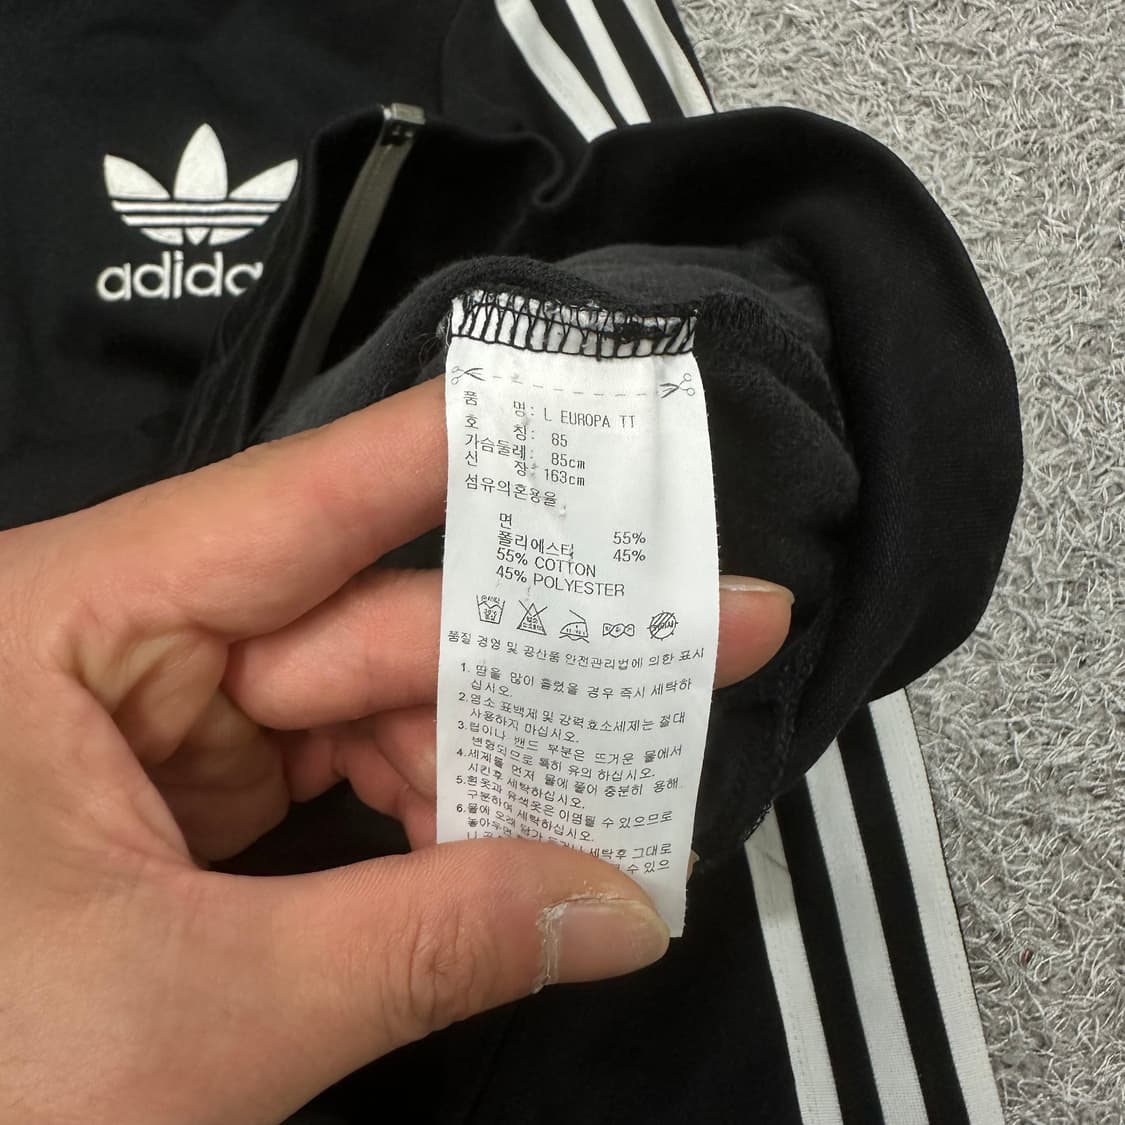 adidas
품 명: L EUROPA TT
호 칭: 85
가슴둘레: 85cm
신 장: 163cm
섬유의혼용율
면 55%
폴리에스터 45%
55% COTTON
45% POLYESTER
품질 경영 및 공산품 안전관리법에 의한 표시
1. 땀을 많이 흘렸을 경우 즉시 세탁하
십시오.
2.염소 표백제 및 강력효소세제는 절대
사용하지 마십시오.
3.립이나 밴드 부분은 뜨거운 물에서
변형되므로 특히 유의 하십시오.
4.세제를 먼저 물에 풀어 충분히 용해
시킨후 세탁하십시오.
5.흰옷과 유색옷은 이염될 수 있으므로
구분하여 세탁하십시오.
6.물에 오래 세탁후 그대로
놓아두면 수 있으